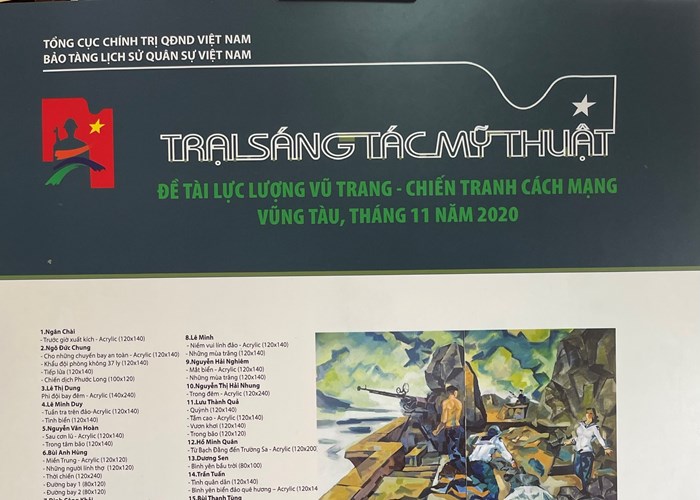 TỔNG CỤC CHÍNH TRỊ QĐND VIỆT NAM
BẢO TÀNG LỊCH SỬ QUÂN SỰ VIỆT NAM
TRẠI SÁNG TÁC MỸ THUẬT
ĐỀ TÀI LỰC LƯỢNG VŨ TRANG - CHIẾN TRANH CÁCH MẠNG
VŨNG TÀU, THÁNG 11 NĂM 2020
1.Ngân Chài
- Trước giờ xuất kích - Acrylic (120x140)
2.Ngô Đức Chung
- Cho những chuyến bay an toàn - Acrylic (120x140)
- Khẩu đội phòng không 37 ly (120x140)
- Tiếp lửa (120x140)
- Chiến dịch Phước Long (100x120)
3.Lê Thị Dung
Phi đội bay đêm - Acrylic (140x240)
4.Lê Minh Duy
- Tuần tra trên đảo-Acrylic (120x140)
- Tình biển (120x140)
5.Nguyễn Văn Hoàn
- Sau cơn lũ - Acrylic (120x140)
- Trong tâm bão (120x140)
6.Bùi Anh Hùng
- Miền Trung - Acrylic (120x120)
- Những người lính thợ (120x120)
- Thời chiến (120x240)
- Đường bay 1 (80x120)
- Đường bay 2 (80x120)
8.Lê Minh
- Niềm vui lính đảo - Acrylic (120x140)
- Những mùa trăng (120x140)
9.Nguyễn Hải Nghiêm
- Mắt biển - Acrylic (120x140)
- Những mùa trăng (120x140)
10.Nguyễn Thị Hải Nhung
- Trong đêm - Acrylic (120x240)
11.Lưu Thành Quả
- Quỳnh (120x140)
- Tầm cao - Acrylic (120x140)
- Vươn khơi (120x140)
- Trong bão (120x120)
12.Hồ Minh Quân
- Từ Bạch Đằng đến Trường Sa - Acrylic (120x200)
13.Dương Sen
- Bình yên bầu trời (80x100)
14.Trần Tuấn
- Tình quân dân (120x140)
- Bình yên biển đảo quê hương - Acrylic (120x14
15.Bùi Thanh Tùng